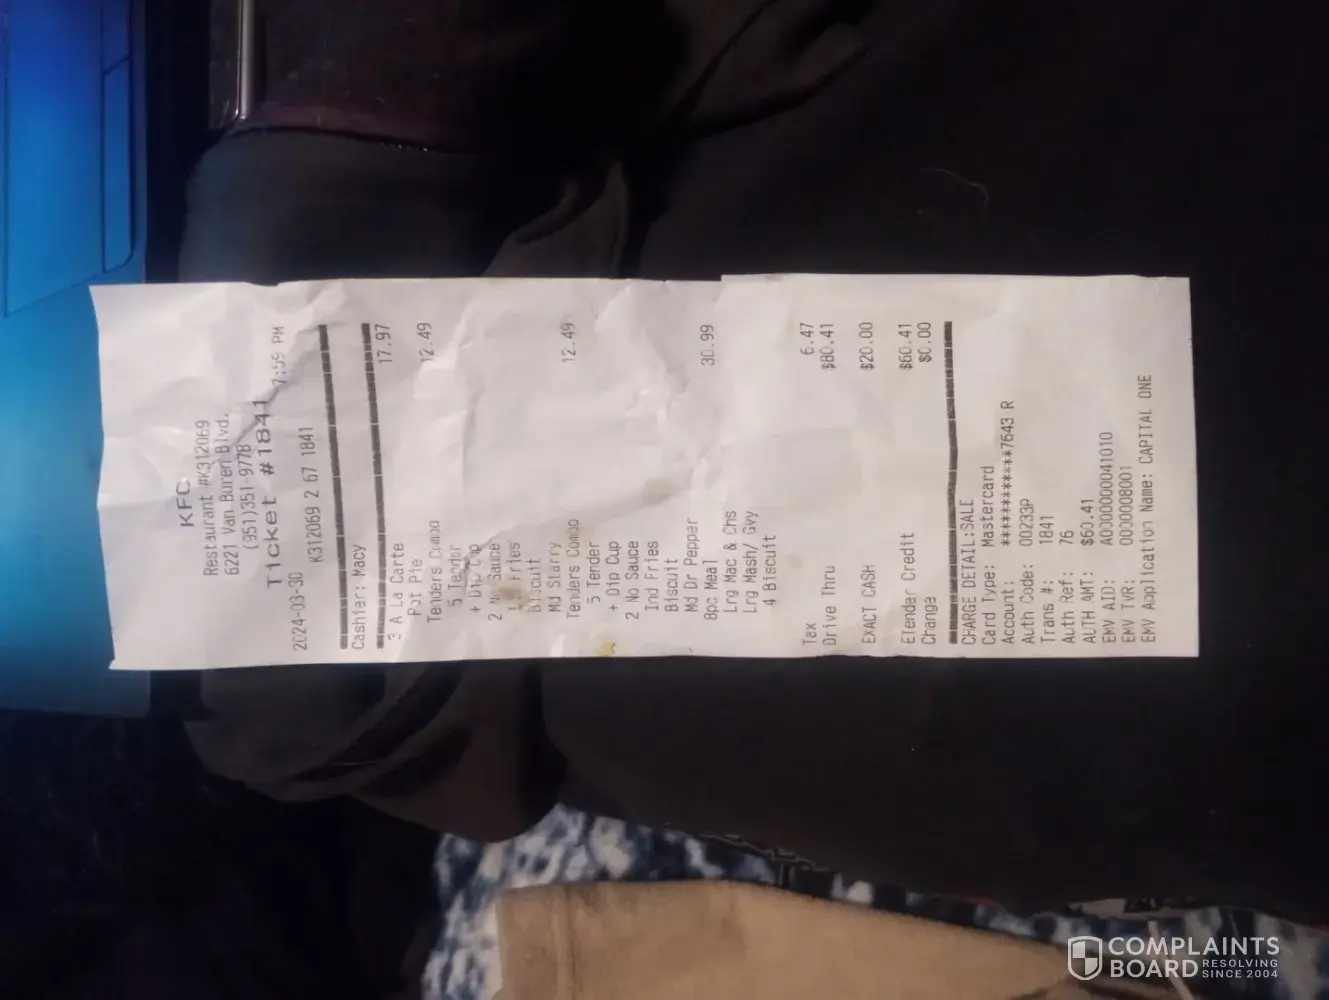 KFC
Restaurant #K312069
6221 Van Buren Blvd.
(951)351-9778
Ticket #1841
2024-03-30 7:59 PM
K312069 2 67 1841
Cashier: Macy
3 A La Carte 17.97
Pot Pie
Tenders Combo 12.49
5 Tender
+ Dip Cup
2 No Sauce
Fries
Biscuit
Md Starry
Tenders Combo 12.49
5 Tender
+ Dip Cup
2 No Sauce
Ind Fries
Biscuit
Md Dr Pepper
8pc Meal 30.99
Lrg Mac & Chs
Lrg Mash/ Gvy
4 Biscuit
Tax 6.47
Drive Thru $80.41
EXACT CASH $20.00
ETender Credit $60.41
Change $0.00
CHARGE DETAIL:SALE
Card Type: Mastercard
Account: ************7643 R
Auth Code: 00233P
Trans #: 1841
Auth Ref: 76
AUTH AMT: $60.41
EMV AID: A0000000041010
EMV TVR: 0000008001
EMV Application Name: CAPITAL ONE
COMPLAINTS
BOARD RESOLVING
SINCE 2004